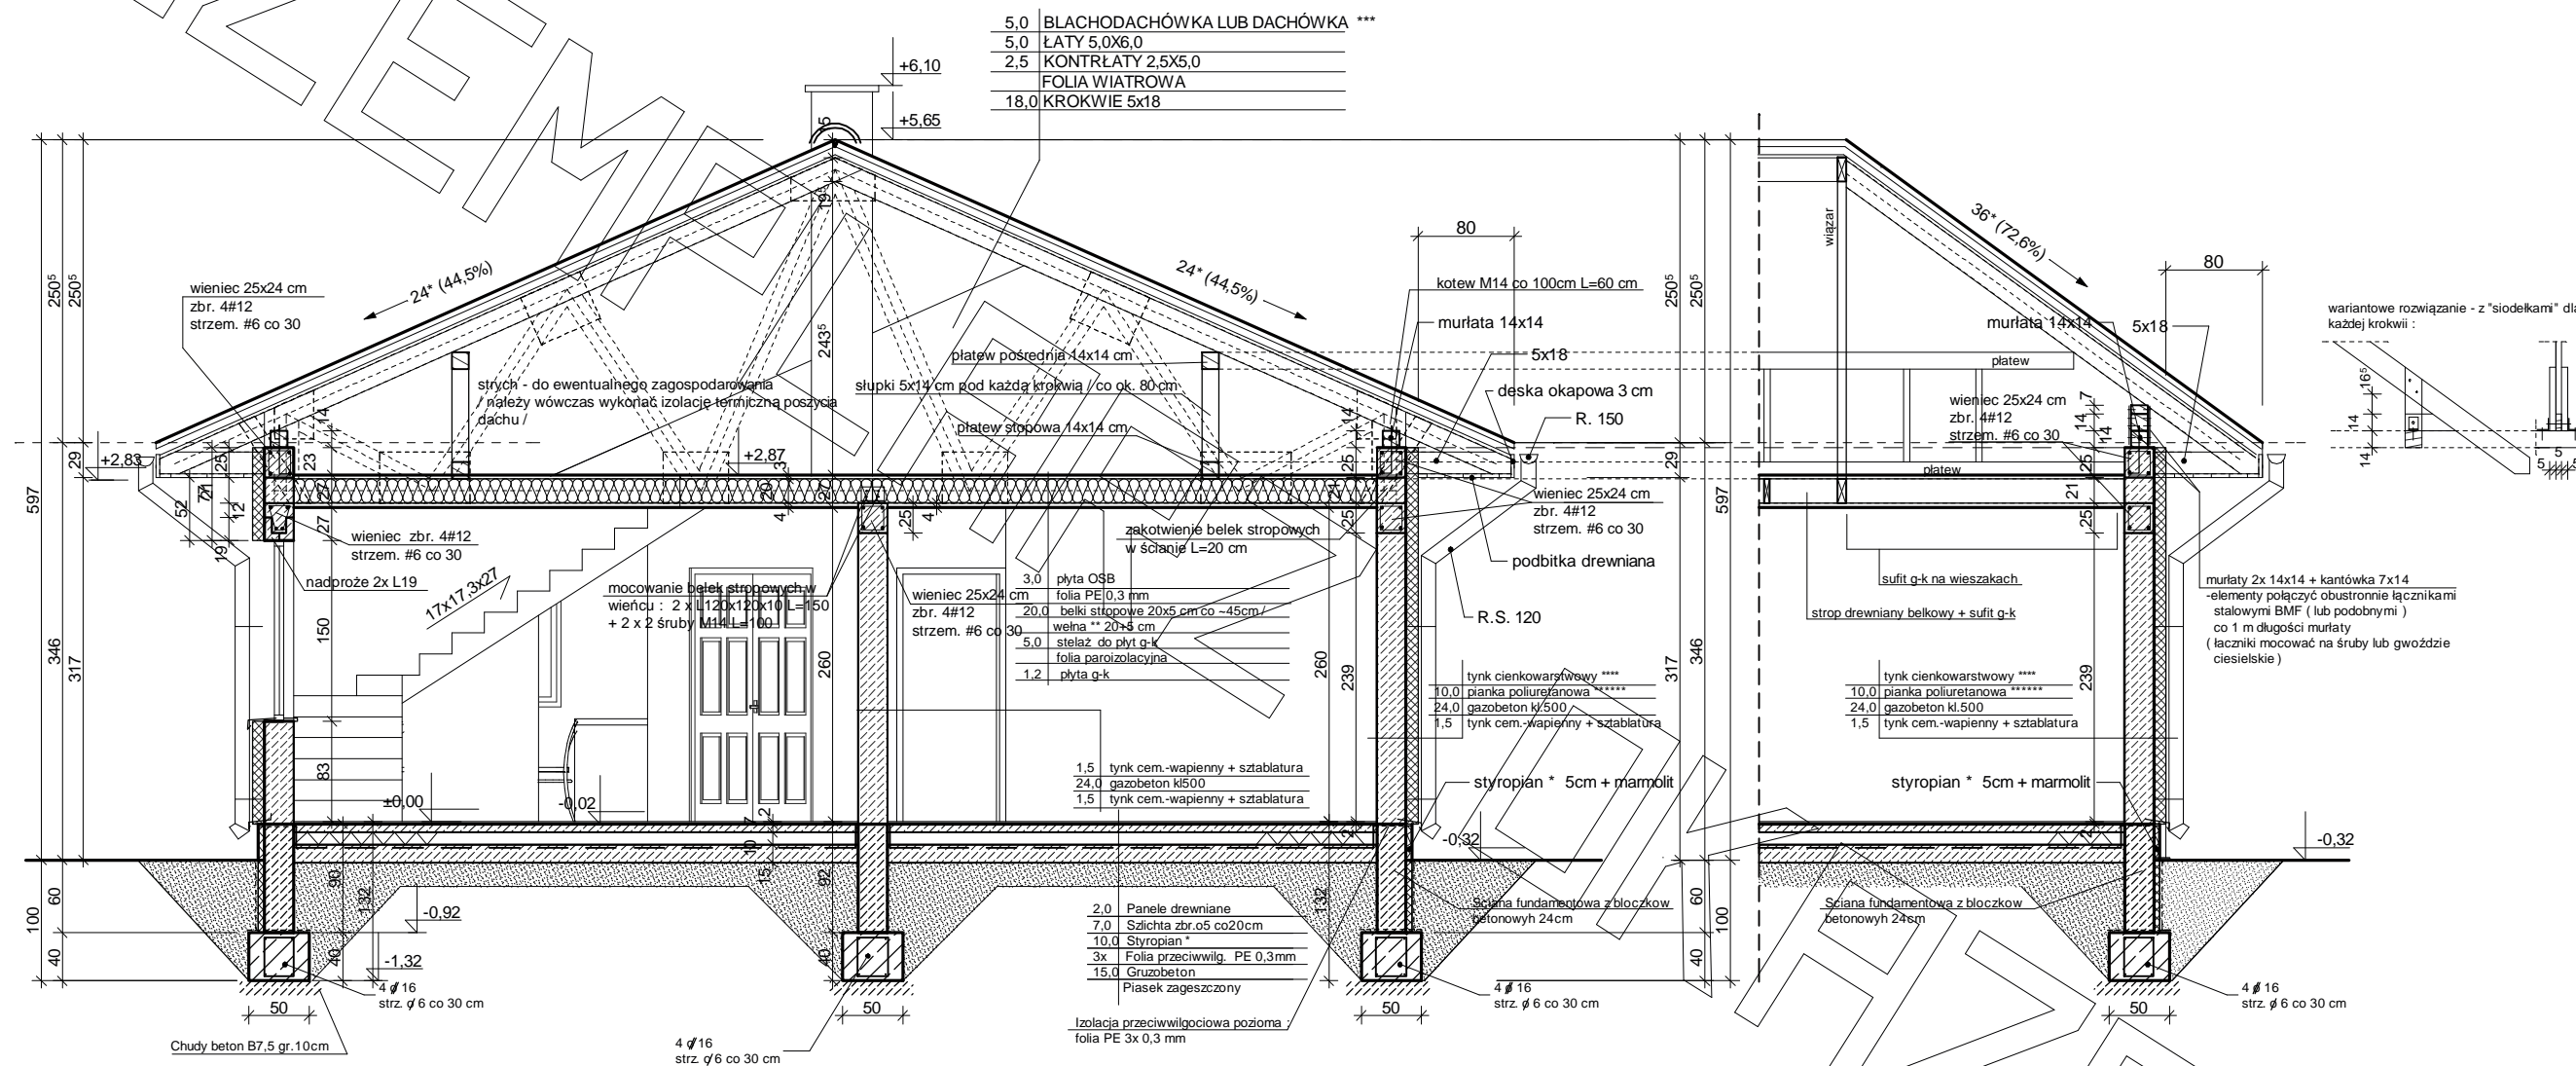 5,0 BLACHODACHÓWKA LUB DACHÓWKA ***
5,0 ŁATY 5,0X6,0
2,5 KONTRŁATY 2,5X5,0
FOLIA WIATROWA
18,0 KROKWIE 5x18
+6,10
+5,65
15
19⁵
243⁵
24* (44,5%)
24* (44,5%)
36* (72,6%)
80
80
wieniec 25x24 cm
zbr. 4#12
strzem. #6 co 30
kotew M14 co 100cm L=60 cm
murłata 14x14
5x18
deska okapowa 3 cm
R. 150
płatew pośrednia 14x14 cm
słupki 5x14 cm pod każdą krokwią / co ok. 80 cm
płatew stopowa 14x14 cm
strych - do ewentualnego zagospodarowania
/ należy wówczas wykonać izolację termiczną poszycia
dachu /
wiązar
murłata 14x14
5x18
płatew
płatew
wieniec 25x24 cm
zbr. 4#12
strzem. #6 co 30
wariantowe rozwiązanie - z "siodełkami" dla
każdej krokwii :
+2,83
+2,87
250⁵
250⁵
29
597
346
317
100
60
40
wieniec zbr. 4#12
strzem. #6 co 30
nadproże 2x L19
17x17,3x27
mocowanie belek stropowych w
wieńcu : 2 x L120x120x10 L=150
+ 2 x 2 śruby M14 L=100
wieniec 25x24 cm
zbr. 4#12
strzem. #6 co 30
zakotwienie belek stropowych
w ścianie L=20 cm
3,0 płyta OSB
folia PE 0,3 mm
20,0 belki stropowe 20x5 cm co ~45cm /
wełna ** 20+5 cm
5,0 stelaż do płyt g-k
folia paroizolacyjna
1,2 płyta g-k
wieniec 25x24 cm
zbr. 4#12
strzem. #6 co 30
podbitka drewniana
R.S. 120
sufit g-k na wieszakach
strop drewniany belkowy + sufit g-k
murłaty 2x 14x14 + kantówka 7x14
-elementy połączyć obustronnie łącznikami
stalowymi BMF ( lub podobnymi )
co 1 m długości murłaty
( łaczniki mocować na śruby lub gwoździe
ciesielskie )
tynk cienkowarstwowy ****
10,0 pianka poliuretanowa ******
24,0 gazobeton kl.500
1,5 tynk cem.-wapienny + sztablatura
tynk cienkowarstwowy ****
10,0 pianka poliuretanowa ******
24,0 gazobeton kl.500
1,5 tynk cem.-wapienny + sztablatura
1,5 tynk cem.-wapienny + sztablatura
24,0 gazobeton kl500
1,5 tynk cem.-wapienny + sztablatura
styropian * 5cm + marmolit
styropian * 5cm + marmolit
150
83
260
260
239
239
±0,00
-0,02
-0,32
-0,32
-0,92
-1,32
90
132
92
132
250⁵
250⁵
29
597
346
317
60
100
40
2,0 Panele drewniane
7,0 Szlichta zbr.o5 co20cm
10,0 Styropian *
3x Folia przeciwwilg. PE 0,3mm
15,0 Gruzobeton
Piasek zagęszczony
Ściana fundamentowa z bloczków
betonowyh 24cm
Ściana fundamentowa z bloczków
betonowyh 24cm
4 ø 16
strz. ø 6 co 30 cm
4 ø 16
strz. ø 6 co 30 cm
4 ø 16
strz. ø 6 co 30 cm
4 ø 16
strz. ø 6 co 30 cm
50
50
50
50
Chudy beton B7,5 gr.10cm
Izolacja przeciwwilgociowa pozioma :
folia PE 3x 0,3 mm